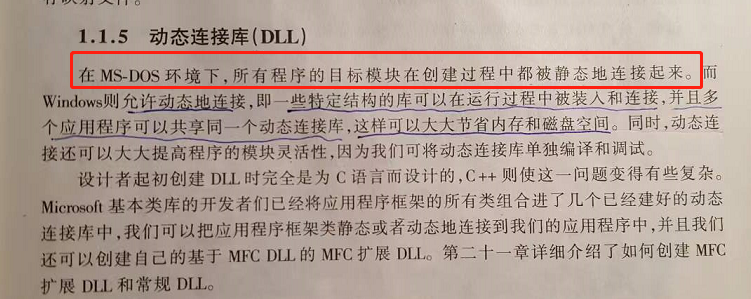 1.1.5 动态连接库(DLL)
在 MS-DOS 环境下,所有程序的目标模块在创建过程中都被静态地连接起来。而
Windows则允许动态地连接,即一些特定结构的库可以在运行过程中被装入和连接,并且多
个应用程序可以共享同一个动态连接库,这样可以大大节省内存和磁盘空间。同时,动态连
接还可以大大提高程序的模块灵活性,因为我们可将动态连接库单独编译和调试。
设计者起初创建 DLL 时完全是为 C 语言而设计的,C++ 则使这一问题变得有些复杂。
Microsoft 基本类库的开发者们已经将应用程序框架的所有类组合进了几个已经建好的动态
连接库中,我们可以把应用程序框架类静态或者动态地连接到我们的应用程序中,并且我们
还可以创建自己的基于 MFC DLL 的 MFC 扩展 DLL。第二十一章详细介绍了如何创建 MFC
扩展 DLL 和常规 DLL。